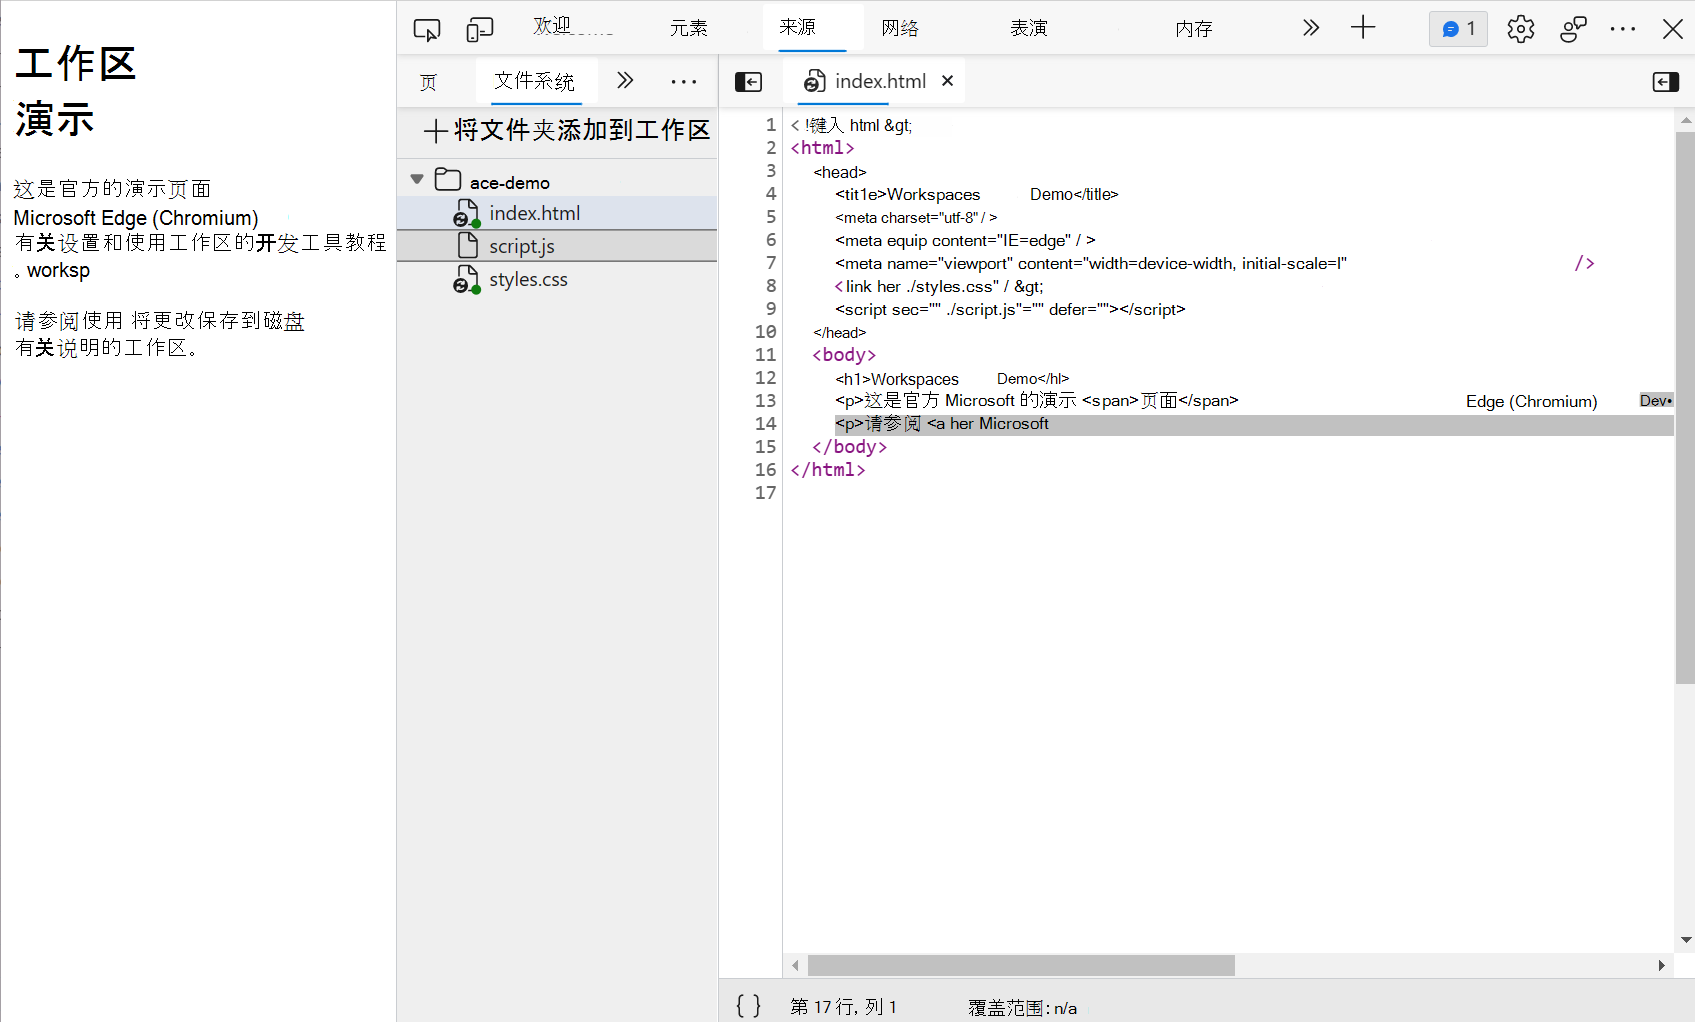 工作区
演示
这是官方的演示页面
Microsoft Edge (Chromium)
有关设置和使用工作区的开发工具教程
。worksp
请参阅使用 将更改保存到磁盘
有关说明的工作区。
欢迎 元素 来源 网络 表演 内存 1
页 文件系统
将文件夹添加到工作区
ace-demo
index.html
script.js
styles.css
index.html
1 < !键入 html &gt;
2 <html>
3 <head>
4 <tit1e>Workspaces Demo</title>
5 <meta charset="utf-8" / >
6 <meta equip content="IE=edge" / >
7 <meta name="viewport" content="width=device-width, initial-scale=l" />
8 <link her ./styles.css" / &gt;
9 <script sec="" ./script.js"="" defer=""></script>
10 </head>
11 <body>
12 <h1>Workspaces Demo</hl>
13 <p>这是官方 Microsoft 的演示 <span>页面</span> Edge (Chromium) Dev•
14 <p>请参阅 <a her Microsoft
15 </body>
16 </html>
17
{ } 第 17 行, 列 1 覆盖范围: n/a